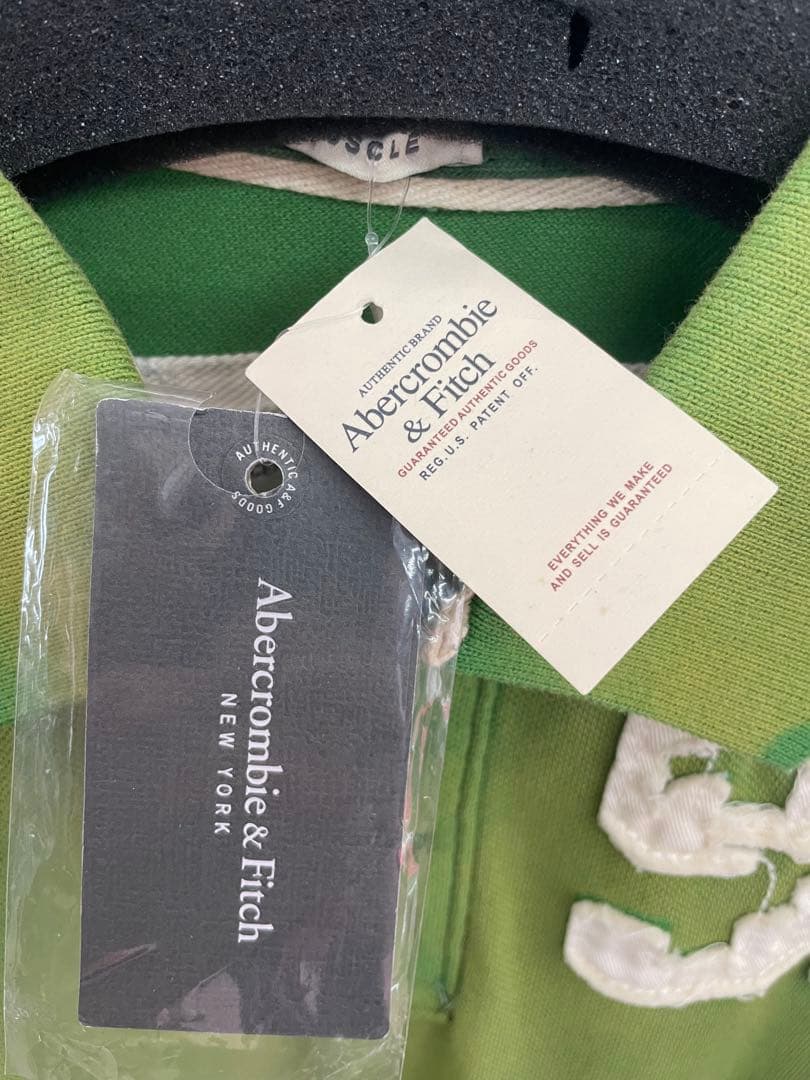 USCLE
AUTHENTIC BRAND
Abercrombie
& Fitch
GUARANTEED AUTHENTIC GOODS
REG. U.S. PATENT OFF.
EVERYTHING WE MAKE
AND SELL IS GUARANTEED
AUTHENTIC A&F GOODS
Abercrombie & Fitch
NEW YORK